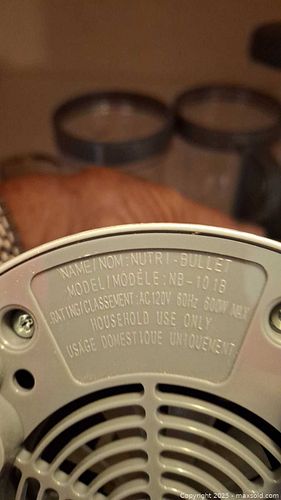 NAME/NOM: NUTRI-BULLET
MODEL/MODÈLE: NB-101B
RATING/CLASSEMENT: AC120V 60Hz 600W MAX
HOUSEHOLD USE ONLY
USAGE DOMESTIQUE UNIQUEMENT
Copyright 2025 - maxsold.com